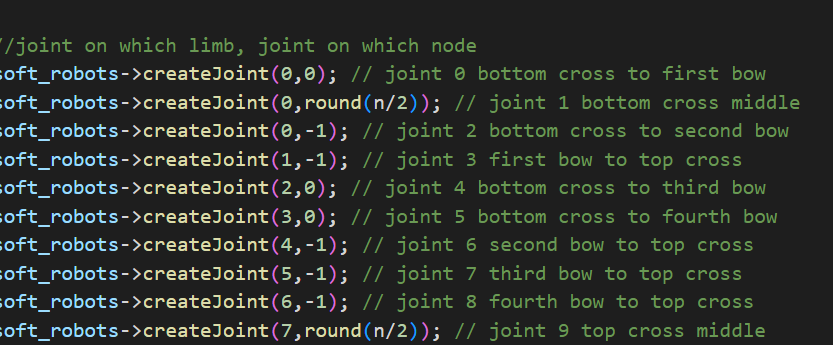 //joint on which limb, joint on which node
soft_robots->createJoint(0,0); // joint 0 bottom cross to first bow
soft_robots->createJoint(0,round(n/2)); // joint 1 bottom cross middle
soft_robots->createJoint(0,-1); // joint 2 bottom cross to second bow
soft_robots->createJoint(1,-1); // joint 3 first bow to top cross
soft_robots->createJoint(2,0); // joint 4 bottom cross to third bow
soft_robots->createJoint(3,0); // joint 5 bottom cross to fourth bow
soft_robots->createJoint(4,-1); // joint 6 second bow to top cross
soft_robots->createJoint(5,-1); // joint 7 third bow to top cross
soft_robots->createJoint(6,-1); // joint 8 fourth bow to top cross
soft_robots->createJoint(7,round(n/2)); // joint 9 top cross middle